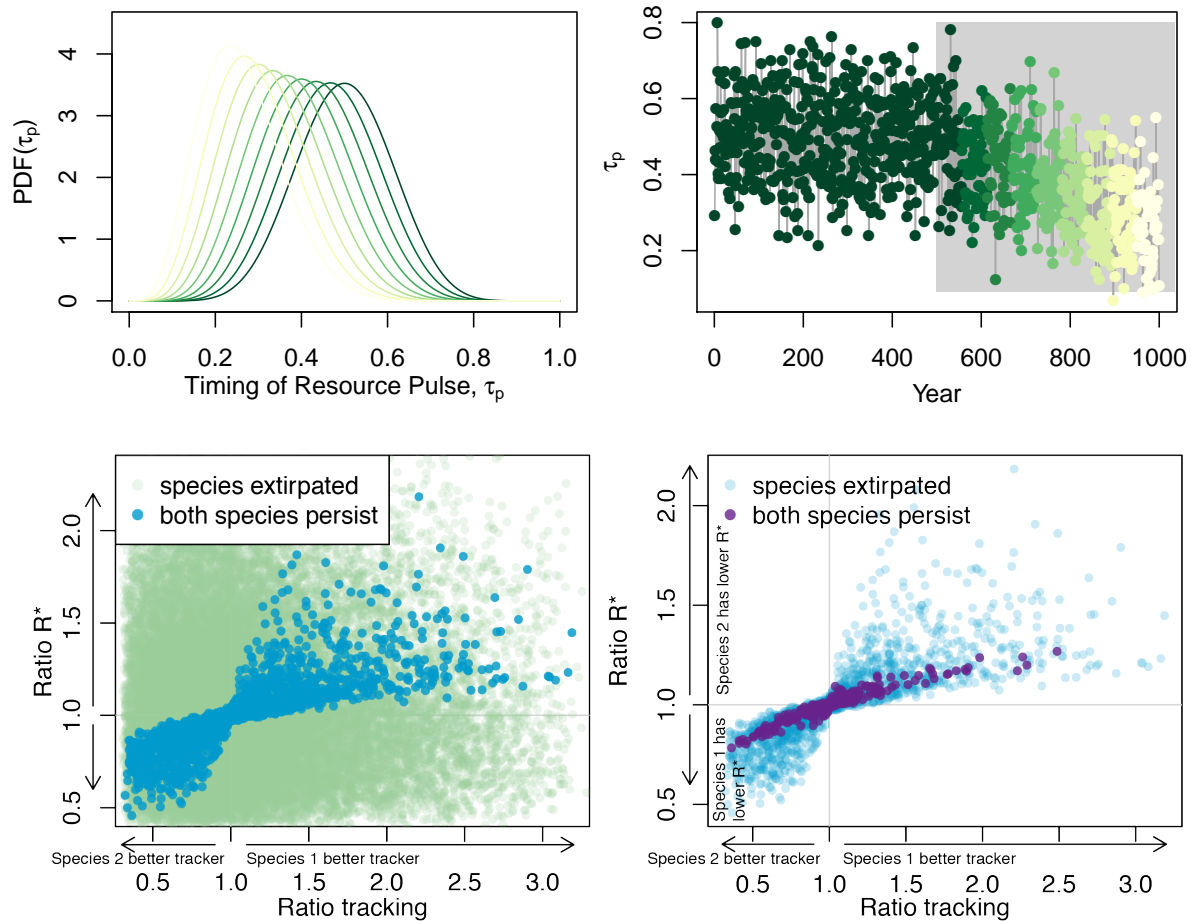 PDF(τp)
4
3
2
1
0
0.0 0.2 0.4 0.6 0.8 1.0
Timing of Resource Pulse, τp
τp
0.8
0.6
0.4
0.2
0 200 400 600 800 1000
Year
species extirpated
both species persist
Ratio R*
2.0
1.5
1.0
0.5
Species 2 better tracker
Species 1 better tracker
0.5 1.0 1.5 2.0 2.5 3.0
Ratio tracking
species extirpated
both species persist
Ratio R*
2.0
1.5
1.0
0.5
Species 2 has lower R*
Species 1 has
lower R*
Species 2 better tracker
Species 1 better tracker
0.5 1.0 1.5 2.0 2.5 3.0
Ratio tracking